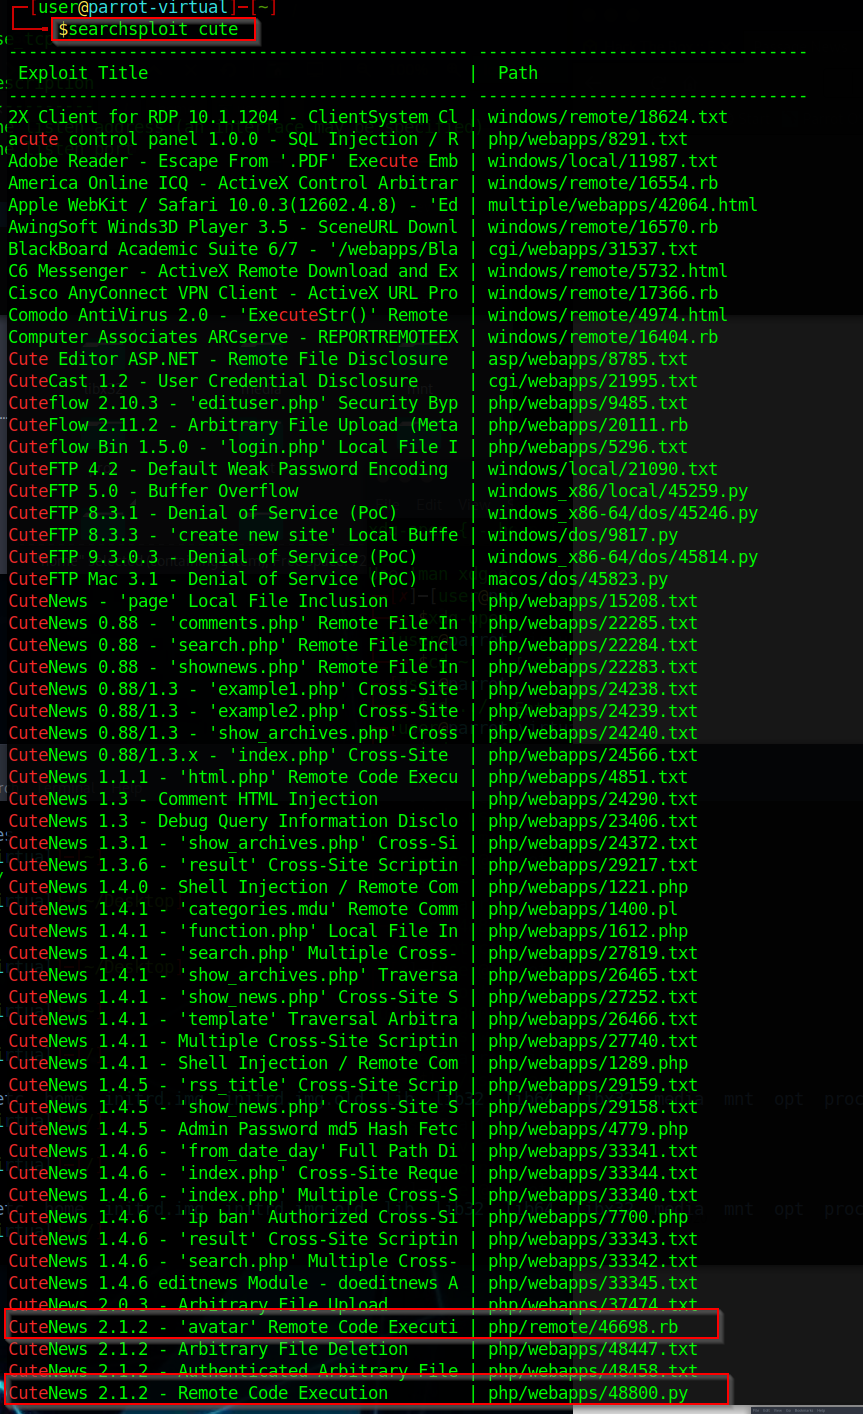 [user@parrot-virtual]-[~]
$searchsploit cute
Exploit Title | Path
2X Client for RDP 10.1.1204 - ClientSystem Cl | windows/remote/18624.txt
acute control panel 1.0.0 - SQL Injection / R | php/webapps/8291.txt
Adobe Reader - Escape From '.PDF' Execute Emb | windows/local/11987.txt
America Online ICQ - ActiveX Control Arbitrar | windows/remote/16554.rb
Apple WebKit / Safari 10.0.3(12602.4.8) - 'Ed | multiple/webapps/42064.html
AwingSoft Winds3D Player 3.5 - SceneURL Downl | windows/remote/16570.rb
BlackBoard Academic Suite 6/7 - '/webapps/Bla | cgi/webapps/31537.txt
C6 Messenger - ActiveX Remote Download and Ex | windows/remote/5732.html
Cisco AnyConnect VPN Client - ActiveX URL Pro | windows/remote/17366.rb
Comodo AntiVirus 2.0 - 'ExecuteStr()' Remote | windows/remote/4974.html
Computer Associates ARCserve - REPORTREMOTEEX | windows/remote/16404.rb
Cute Editor ASP.NET - Remote File Disclosure | asp/webapps/8785.txt
CuteCast 1.2 - User Credential Disclosure | cgi/webapps/21995.txt
Cuteflow 2.10.3 - 'edituser.php' Security Byp | php/webapps/9485.txt
CuteFlow 2.11.2 - Arbitrary File Upload (Meta | php/webapps/20111.rb
Cuteflow Bin 1.5.0 - 'login.php' Local File I | php/webapps/5296.txt
CuteFTP 4.2 - Default Weak Password Encoding | windows/local/21090.txt
CuteFTP 5.0 - Buffer Overflow | windows_x86/local/45259.py
CuteFTP 8.3.1 - Denial of Service (PoC) | windows_x86-64/dos/45246.py
CuteFTP 8.3.3 - 'create new site' Local Buffe | windows/dos/9817.py
CuteFTP 9.3.0.3 - Denial of Service (PoC) | windows_x86-64/dos/45814.py
CuteFTP Mac 3.1 - Denial of Service (PoC) | macos/dos/45823.py
CuteNews - 'page' Local File Inclusion | php/webapps/15208.txt
CuteNews 0.88 - 'comments.php' Remote File In | php/webapps/22285.txt
CuteNews 0.88 - 'search.php' Remote File Incl | php/webapps/22284.txt
CuteNews 0.88 - 'shownews.php' Remote File In | php/webapps/22283.txt
CuteNews 0.88/1.3 - 'example1.php' Cross-Site | php/webapps/24238.txt
CuteNews 0.88/1.3 - 'example2.php' Cross-Site | php/webapps/24239.txt
CuteNews 0.88/1.3 - 'show_archives.php' Cross | php/webapps/24240.txt
CuteNews 0.88/1.3.x - 'index.php' Cross-Site | php/webapps/24566.txt
CuteNews 1.1.1 - 'html.php' Remote Code Execu | php/webapps/4851.txt
CuteNews 1.3 - Comment HTML Injection | php/webapps/24290.txt
CuteNews 1.3 - Debug Query Information Disclo | php/webapps/23406.txt
CuteNews 1.3.1 - 'show_archives.php' Cross-Si | php/webapps/24372.txt
CuteNews 1.3.6 - 'result' Cross-Site Scriptin | php/webapps/29217.txt
CuteNews 1.4.0 - Shell Injection / Remote Com | php/webapps/1221.php
CuteNews 1.4.1 - 'categories.mdu' Remote Comm | php/webapps/1400.pl
CuteNews 1.4.1 - 'function.php' Local File In | php/webapps/1612.php
CuteNews 1.4.1 - 'search.php' Multiple Cross- | php/webapps/27819.txt
CuteNews 1.4.1 - 'show_archives.php' Traversa | php/webapps/26465.txt
CuteNews 1.4.1 - 'show_news.php' Cross-Site S | php/webapps/27252.txt
CuteNews 1.4.1 - 'template' Traversal Arbitra | php/webapps/26466.txt
CuteNews 1.4.1 - Multiple Cross-Site Scriptin | php/webapps/27740.txt
CuteNews 1.4.1 - Shell Injection / Remote Com | php/webapps/1289.php
CuteNews 1.4.5 - 'rss_title' Cross-Site Scrip | php/webapps/29159.txt
CuteNews 1.4.5 - 'show_news.php' Cross-Site S | php/webapps/29158.txt
CuteNews 1.4.5 - Admin Password md5 Hash Fetc | php/webapps/4779.php
CuteNews 1.4.6 - 'from_date_day' Full Path Di | php/webapps/33341.txt
CuteNews 1.4.6 - 'index.php' Cross-Site Reque | php/webapps/33344.txt
CuteNews 1.4.6 - 'index.php' Multiple Cross-S | php/webapps/33340.txt
CuteNews 1.4.6 - 'ip ban' Authorized Cross-Si | php/webapps/7700.php
CuteNews 1.4.6 - 'result' Cross-Site Scriptin | php/webapps/33343.txt
CuteNews 1.4.6 - 'search.php' Multiple Cross- | php/webapps/33342.txt
CuteNews 1.4.6 editnews Module - doeditnews A | php/webapps/33345.txt
CuteNews 2.0.3 - Arbitrary File Upload | php/webapps/37474.txt
CuteNews 2.1.2 - 'avatar' Remote Code Executi | php/remote/46698.rb
CuteNews 2.1.2 - Arbitrary File Deletion | php/webapps/48447.txt
CuteNews 2.1.2 - Authenticated Arbitrary File | php/webapps/48458.txt
CuteNews 2.1.2 - Remote Code Execution | php/webapps/48800.py